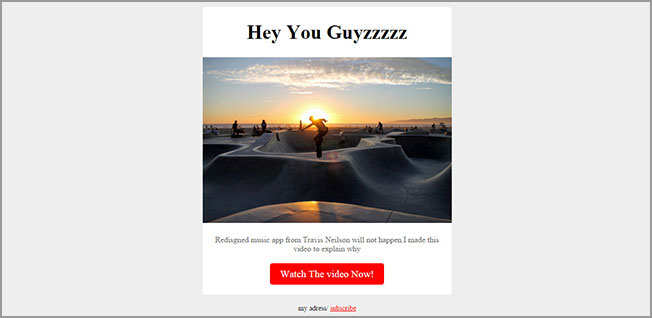 Hey You Guyzzzzz
Redisgned music app from Travis Neilson will not happen.I made this
video to explain why
Watch The video Now!
my adress/ subscribe